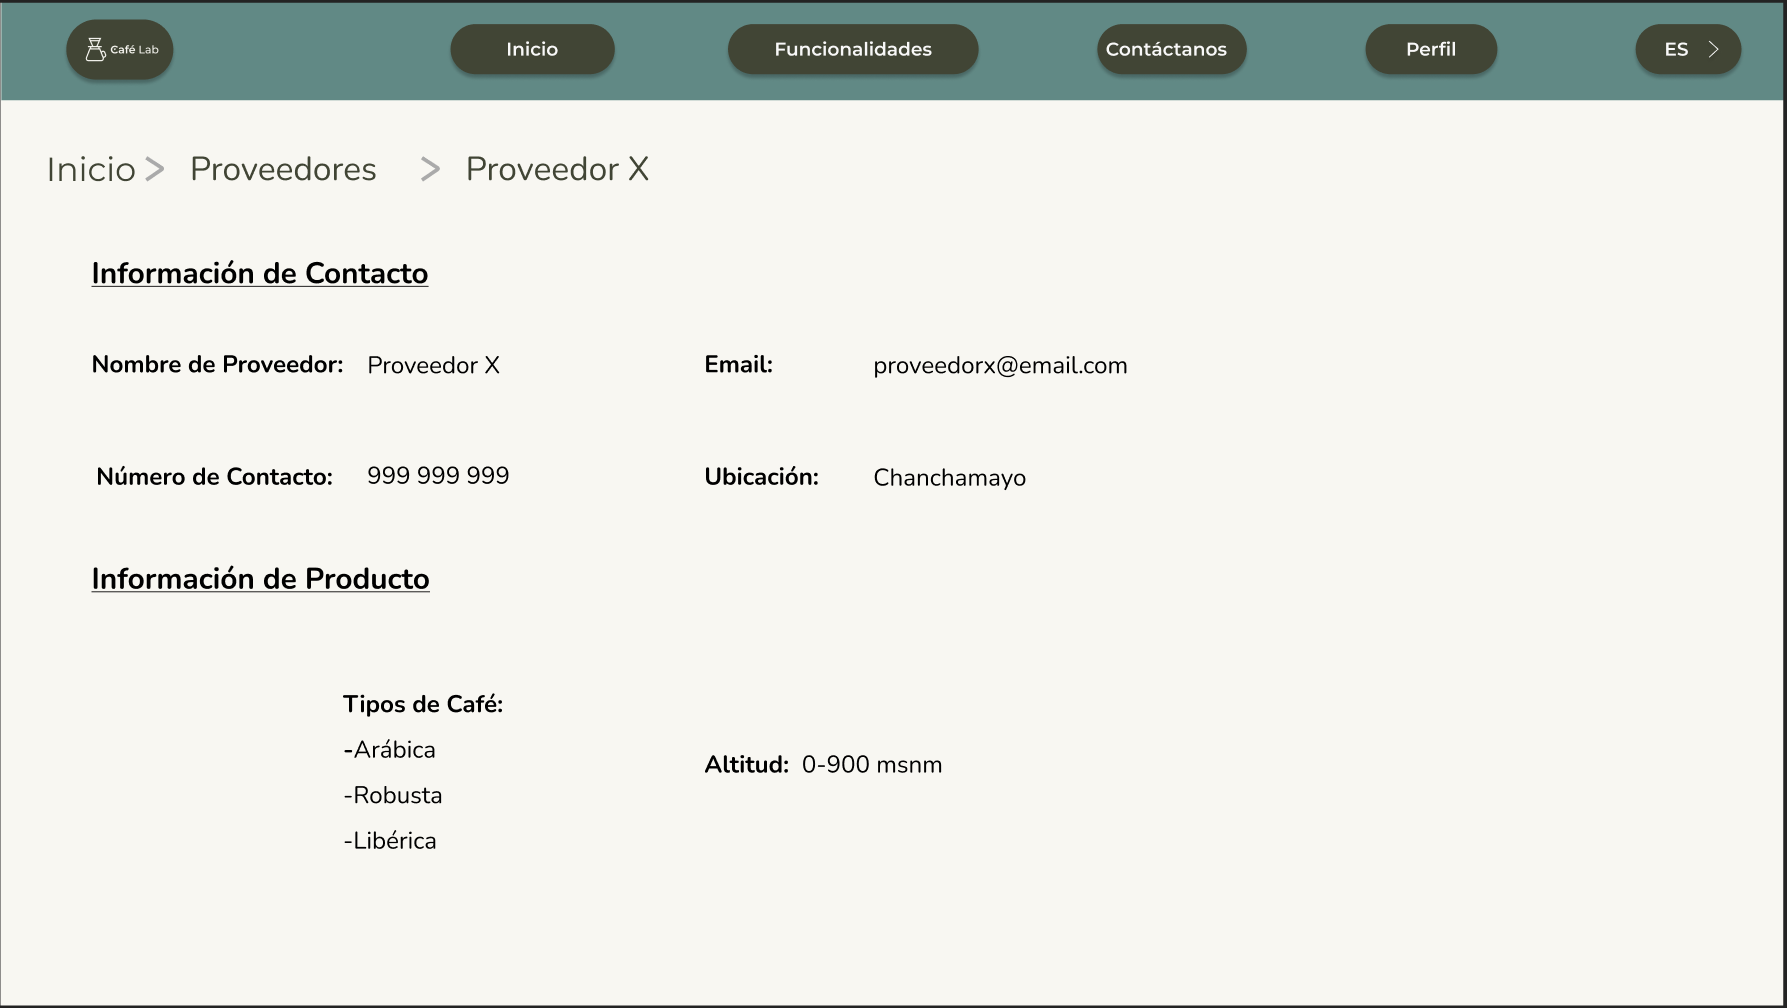 Café Lab
Inicio
Funcionalidades
Contáctanos
Perfil
ES >
Inicio > Proveedores > Proveedor X
Información de Contacto
Nombre de Proveedor: Proveedor X
Email: proveedorx@email.com
Número de Contacto: 999 999 999
Ubicación: Chanchamayo
Información de Producto
Tipos de Café:
-Arábica
-Robusta
-Libérica
Altitud: 0-900 msnm